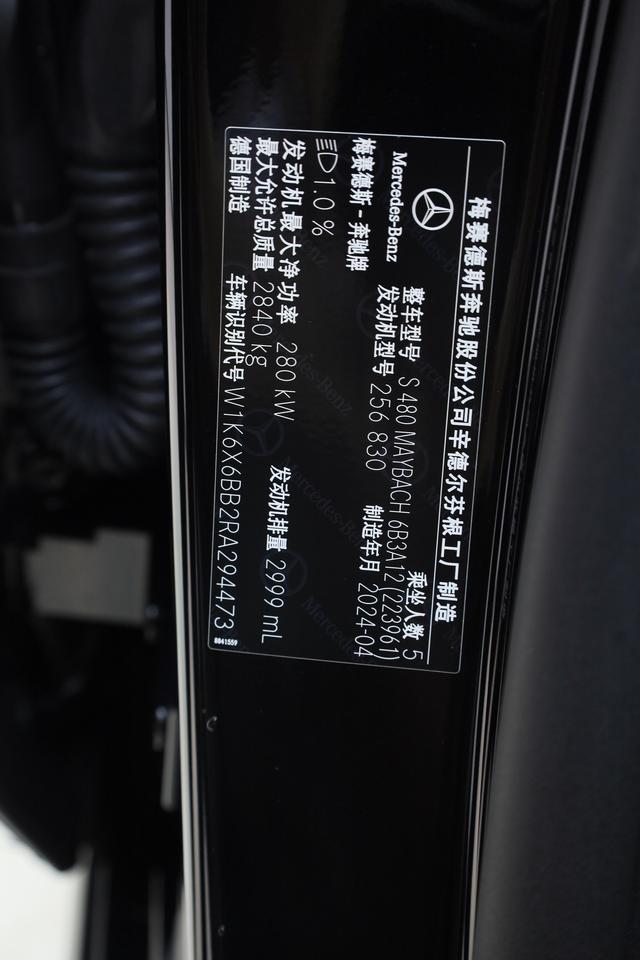 梅赛德斯奔驰股份公司辛德尔芬根工厂制造
Mercedes-Benz
梅赛德斯-奔驰牌
整车型号 S 480 MAYBACH 6B3A12 (223961)
乘坐人数 5
发动机型号 256 830
制造年月 2024-04
1.0 %
发动机最大净功率 280 kW
发动机排量 2999 mL
最大允许总质量 2840 kg
德国制造
车辆识别代号 W1K6X6BB2RA294473
8841559